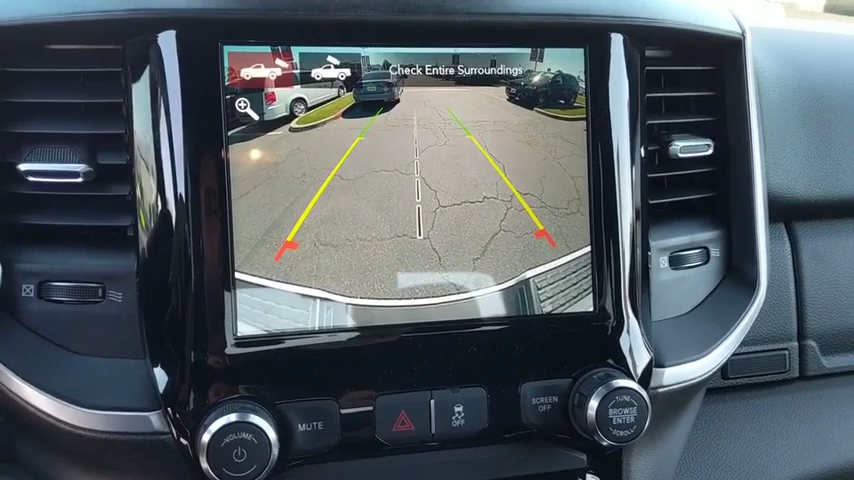 Check Entire Surroundings
MUTE
OFF
SCREEN
OFF
VOLUME
TUNE
BROWSE
ENTER
SCROLL